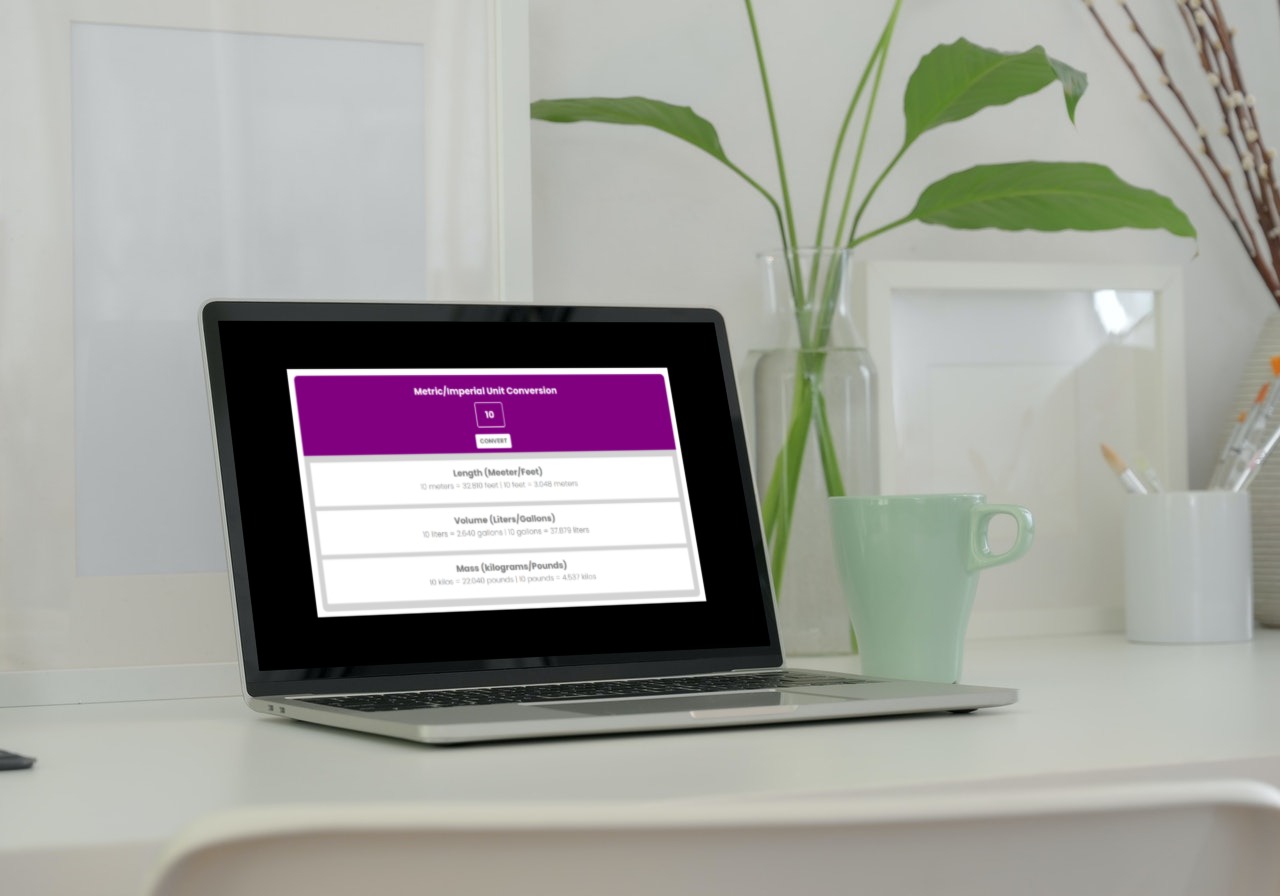 Metric/Imperial Unit Conversion
10
CONVERT
Length (Meeter/Feet)
10 meters = 32.810 feet | 10 feet = 3.048 meters
Volume (Liters/Gallons)
10 liters = 2.640 gallons | 10 gallons = 37.879 liters
Mass (kilograms/Pounds)
10 kilos = 22.040 pounds | 10 pounds = 4.537 kilos